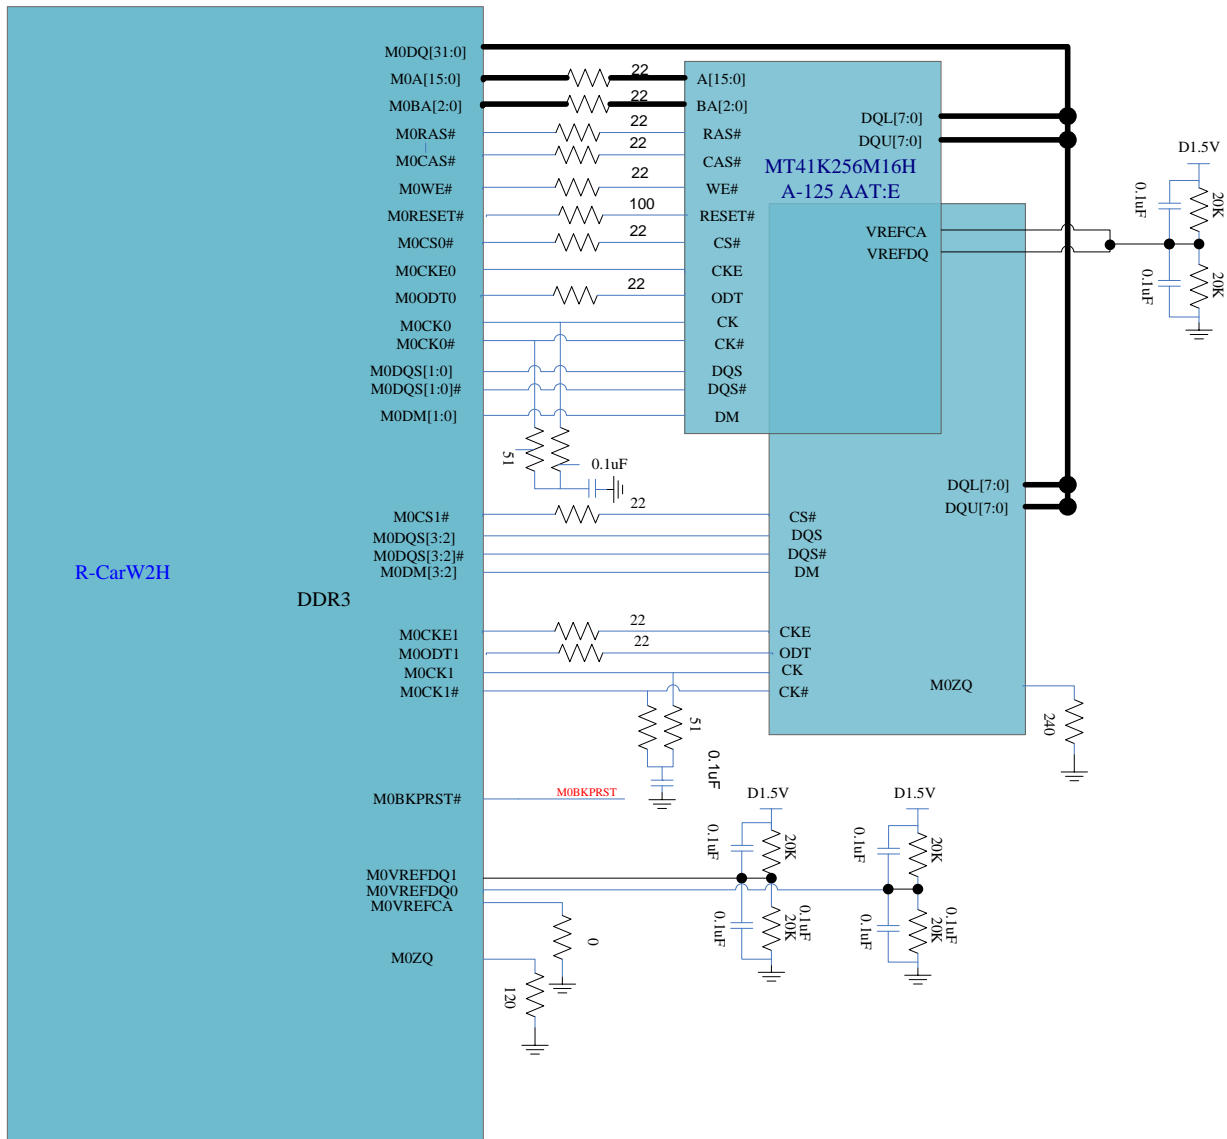 M0DQ[31:0]
M0A[15:0]
22
A[15:0]
M0BA[2:0]
22
BA[2:0]
DQL[7:0]
M0RAS#
22
RAS#
DQU[7:0]
M0CAS#
22
CAS#
D1.5V
MT41K256M16H
A-125 AAT:E
M0WE#
22
WE#
0.1uF
20K
M0RESET#
100
RESET#
M0CS0#
22
CS#
VREFCA
VREFDQ
M0CKE0
CKE
0.1uF
20K
M0ODT0
22
ODT
M0CK0
CK
M0CK0#
CK#
M0DQS[1:0]
DQS
M0DQS[1:0]#
DQS#
M0DM[1:0]
DM
51
0.1uF
DQL[7:0]
DQU[7:0]
M0CS1#
22
CS#
M0DQS[3:2]
DQS
M0DQS[3:2]#
DQS#
M0DM[3:2]
DM
R-CarW2H
DDR3
M0CKE1
22
CKE
M0ODT1
22
ODT
M0CK1
CK
M0CK1#
CK#
M0ZQ
51
240
0.1uF
M0BKPRST#
M0BKPRST
D1.5V
D1.5V
0.1uF
20K
0.1uF
20K
M0VREFDQ1
M0VREFDQ0
M0VREFCA
0.1uF
20K
0.1uF
0.1uF
20K
0.1uF
0
M0ZQ
120